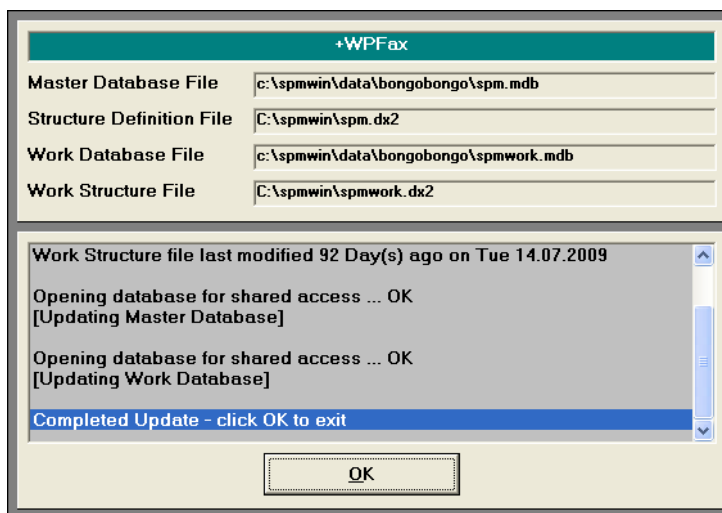 +WPFax
Master Database File c:\spmwin\data\bongobongo\spm.mdb
Structure Definition File C:\spmwin\spm.dx2
Work Database File c:\spmwin\data\bongobongo\spmwork.mdb
Work Structure File C:\spmwin\spmwork.dx2
Work Structure file last modified 92 Day(s) ago on Tue 14.07.2009
Opening database for shared access ... OK
[Updating Master Database]
Opening database for shared access ... OK
[Updating Work Database]
Completed Update - click OK to exit
OK